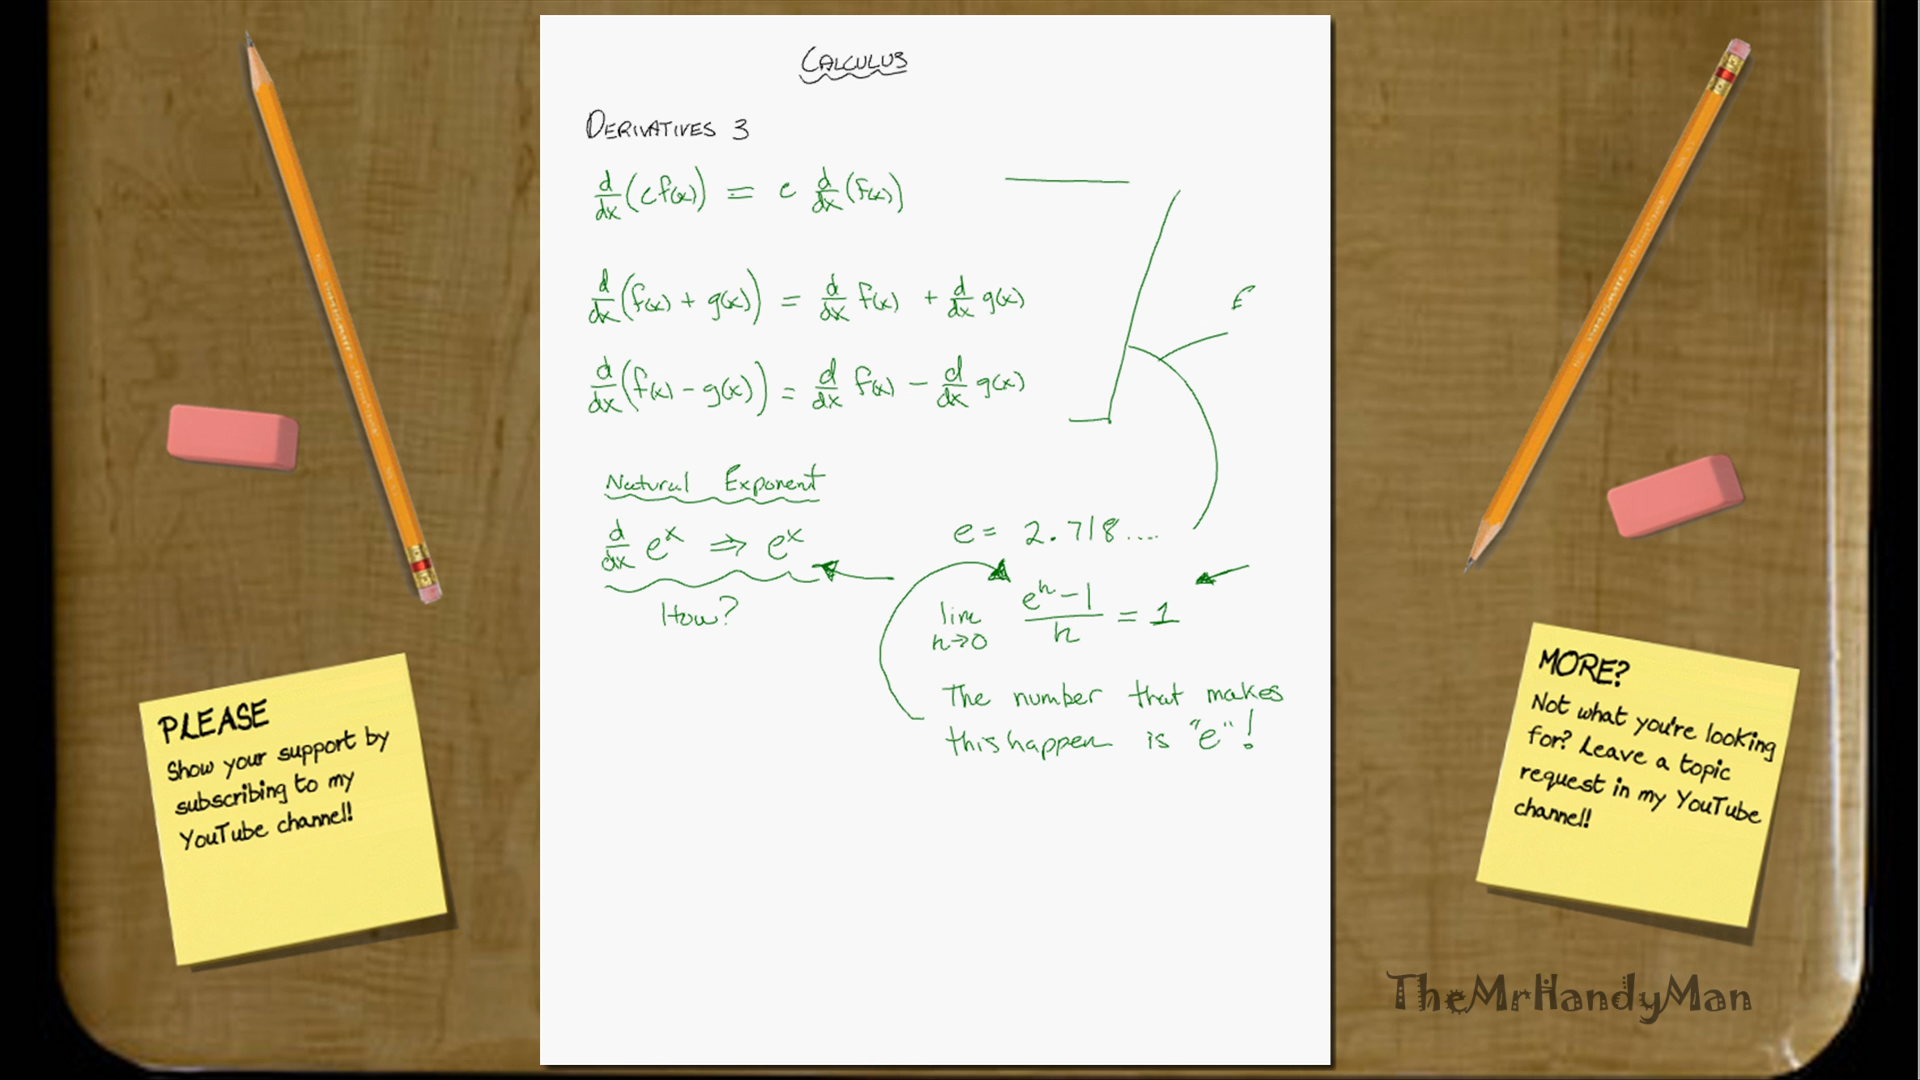 CALCULUS
DERIVATIVES 3
d/dx (c f(x)) = c d/dx (f(x))
d/dx (f(x) + g(x)) = d/dx f(x) + d/dx g(x)
d/dx (f(x) - g(x)) = d/dx f(x) - d/dx g(x)
Natural Exponent
d/dx e^x ⇒ e^x
How?
e = 2.718....
lim h→0 (e^h - 1)/h = 1
The number that makes
this happen is "e"!
PLEASE
Show your support by
subscribing to my
YouTube channel!
MORE?
Not what you're looking
for? Leave a topic
request in my YouTube
channel!
TheMrHandyMan